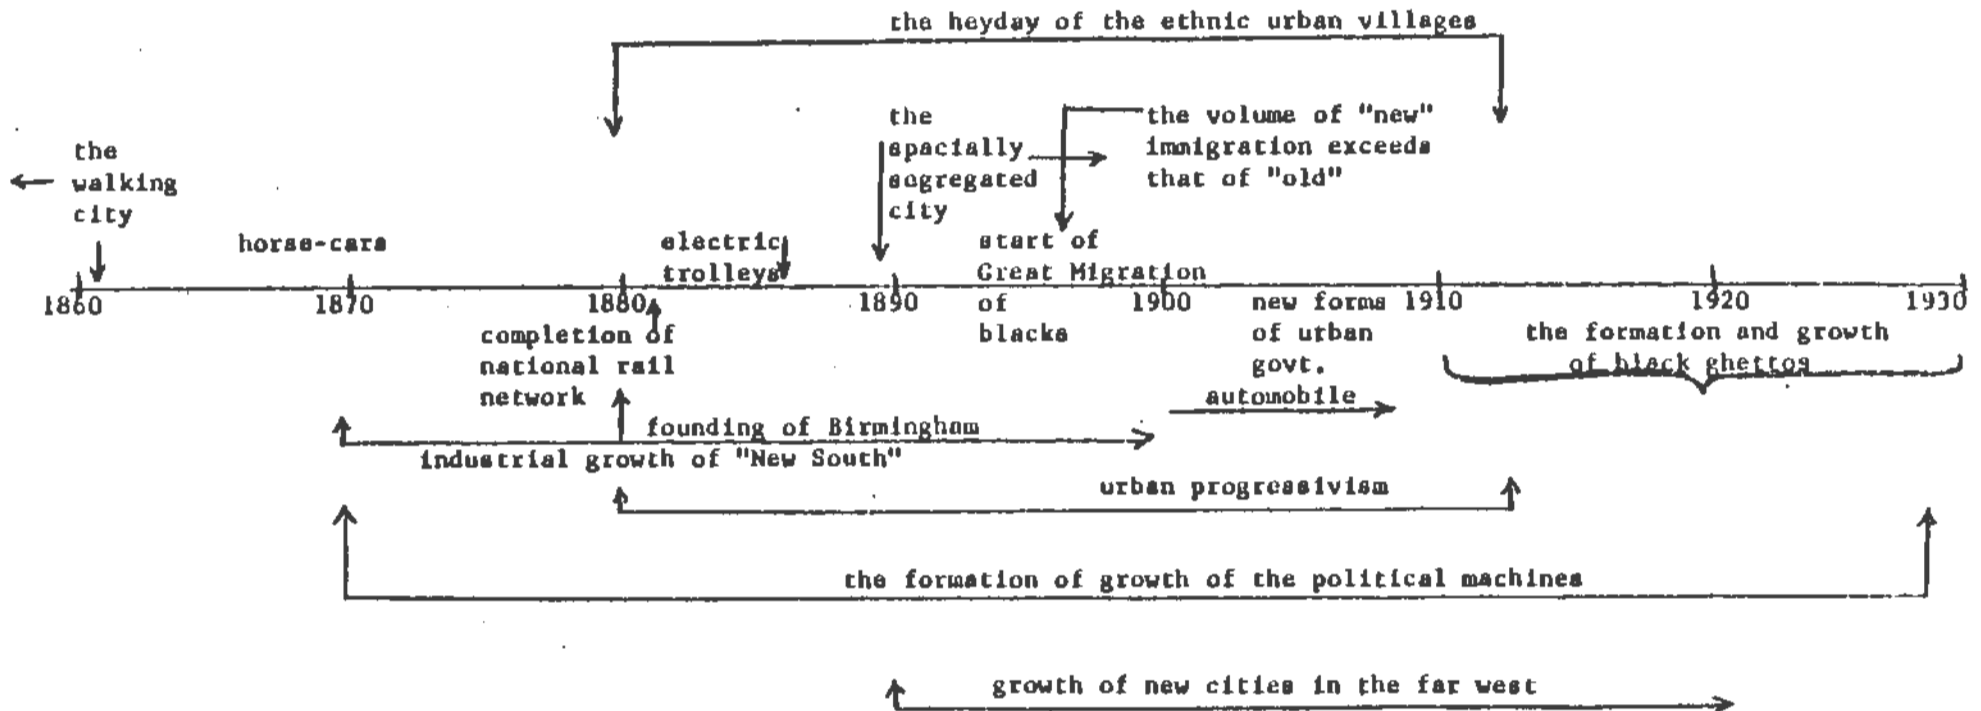 the heyday of the ethnic urban villages
the
spacially
segregated
city
the volume of "new"
immigration exceeds
that of "old"
the
walking
city
horse-cars
electric
trolleys
start of
Great Migration
of
blacks
1860
1870
1880
1890
1900
1910
1920
1930
completion of
national rail
network
new forms
of urban
govt.
the formation and growth
of black ghettos
automobile
founding of Birmingham
industrial growth of "New South"
urban progressivism
the formation of growth of the political machines
growth of new cities in the far west